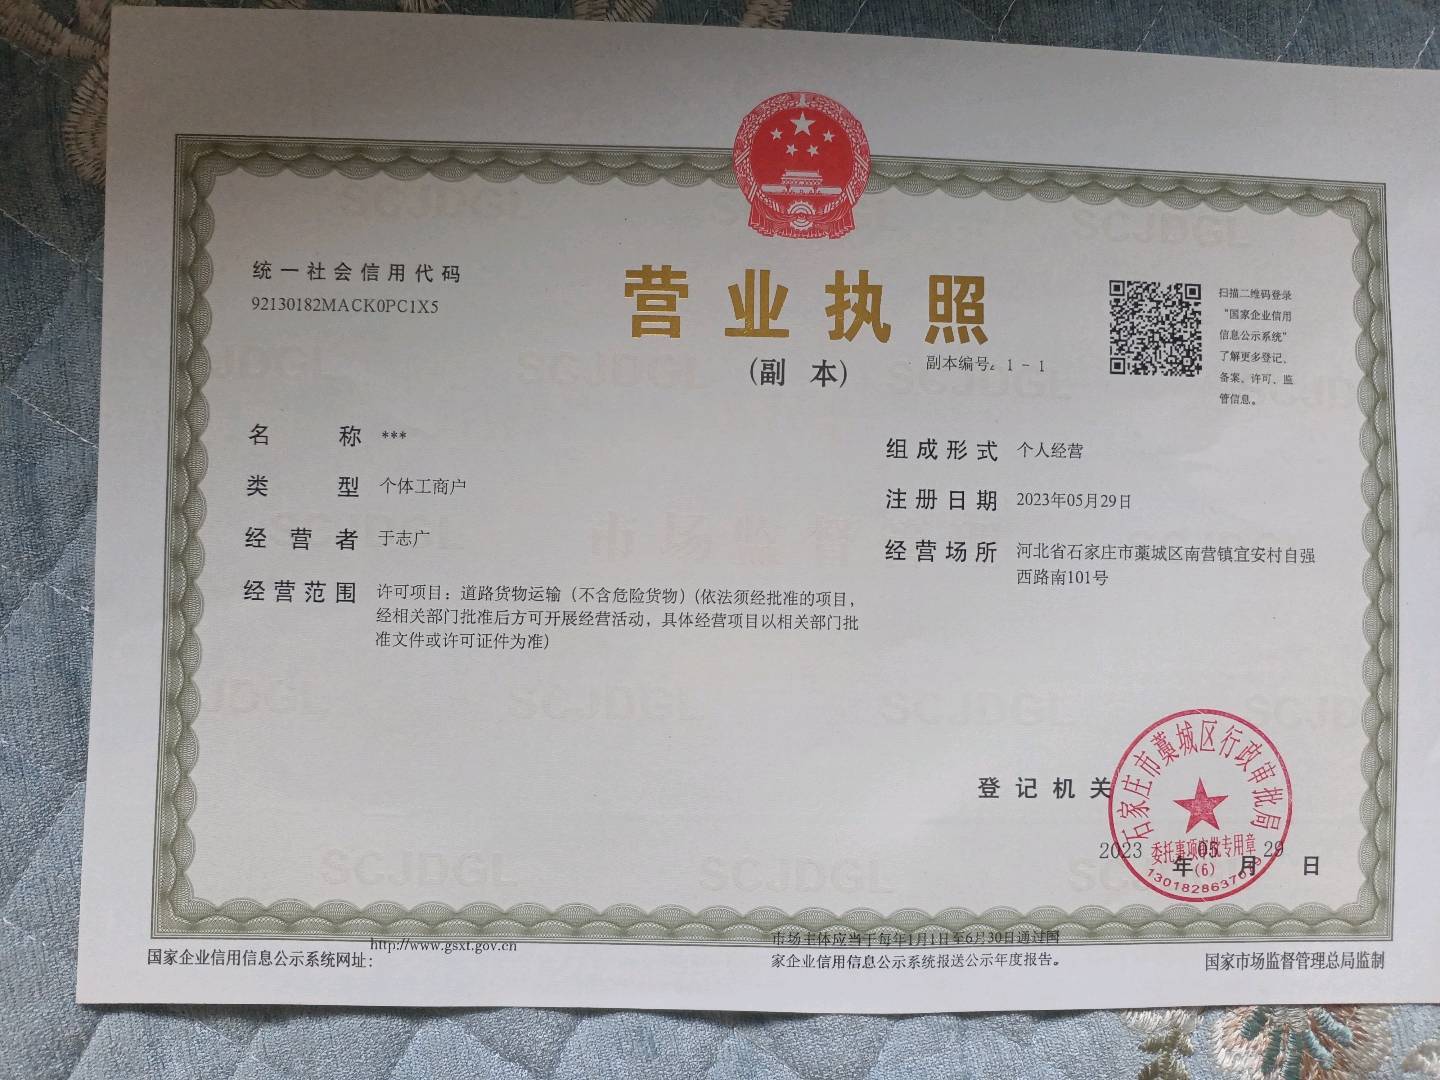 统一社会信用代码
92130182MACK0PC1X5
营业执照
(副 本)
副本编号: 1 - 1
扫描二维码登录
“国家企业信用
信息公示系统”
了解更多登记、
备案、许可、监
管信息。
名 称 ***
类 型 个体工商户
经营者 于志广
经营范围 许可项目：道路货物运输（不含危险货物）(依法须经批准的项目，
经相关部门批准后方可开展经营活动，具体经营项目以相关部门批
准文件或许可证件为准)
组成形式 个人经营
注册日期 2023年05月29日
经营场所 河北省石家庄市藁城区南营镇宜安村自强
西路南101号
登记机关
石家庄市藁城区行政审批局
委托事项审批专用章
(6)
2023 年 05 月 29 日
http://www.gsxt.gov.cn
国家企业信用信息公示系统网址：
市场主体应当于每年1月1日至6月30日通过国
家企业信用信息公示系统报送公示年度报告。
国家市场监督管理总局监制
SCJDGL